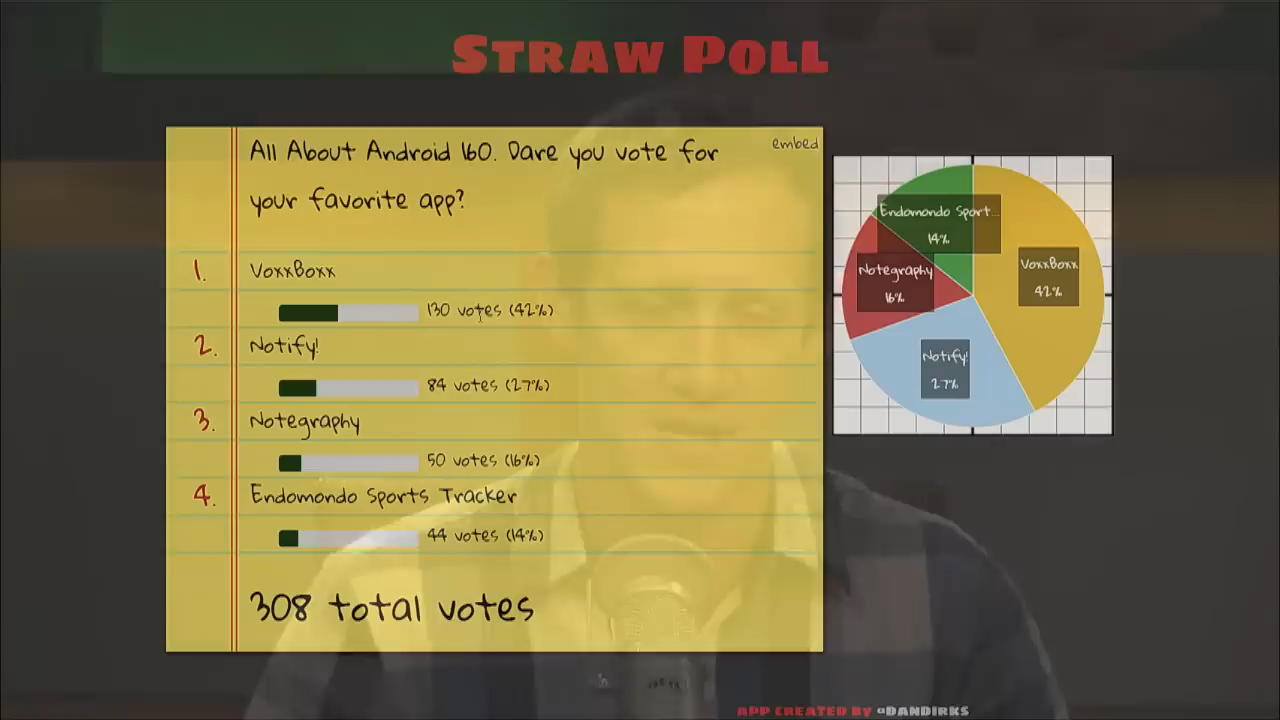 STRAW POLL
All About Android 160. Dare you vote for
your favorite app?
embed
1. VoxxBoxx
130 votes (42%)
2. Notify!
84 votes (27%)
3. Notegraphy
50 votes (16%)
4. Endomondo Sports Tracker
44 votes (14%)
308 total votes
Endomondo Sport...
14%
Notegraphy
16%
VoxxBoxx
42%
Notify!
27%
APP CREATED BY @DANDIRKS